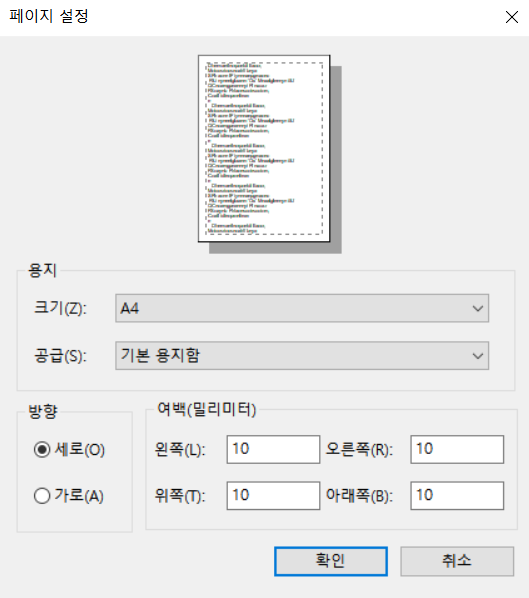 페이지 설정
용지
크기(Z): A4
공급(S): 기본 용지함
방향
세로(O)
가로(A)
여백(밀리미터)
왼쪽(L): 10 오른쪽(R): 10
위쪽(T): 10 아래쪽(B): 10
확인 취소